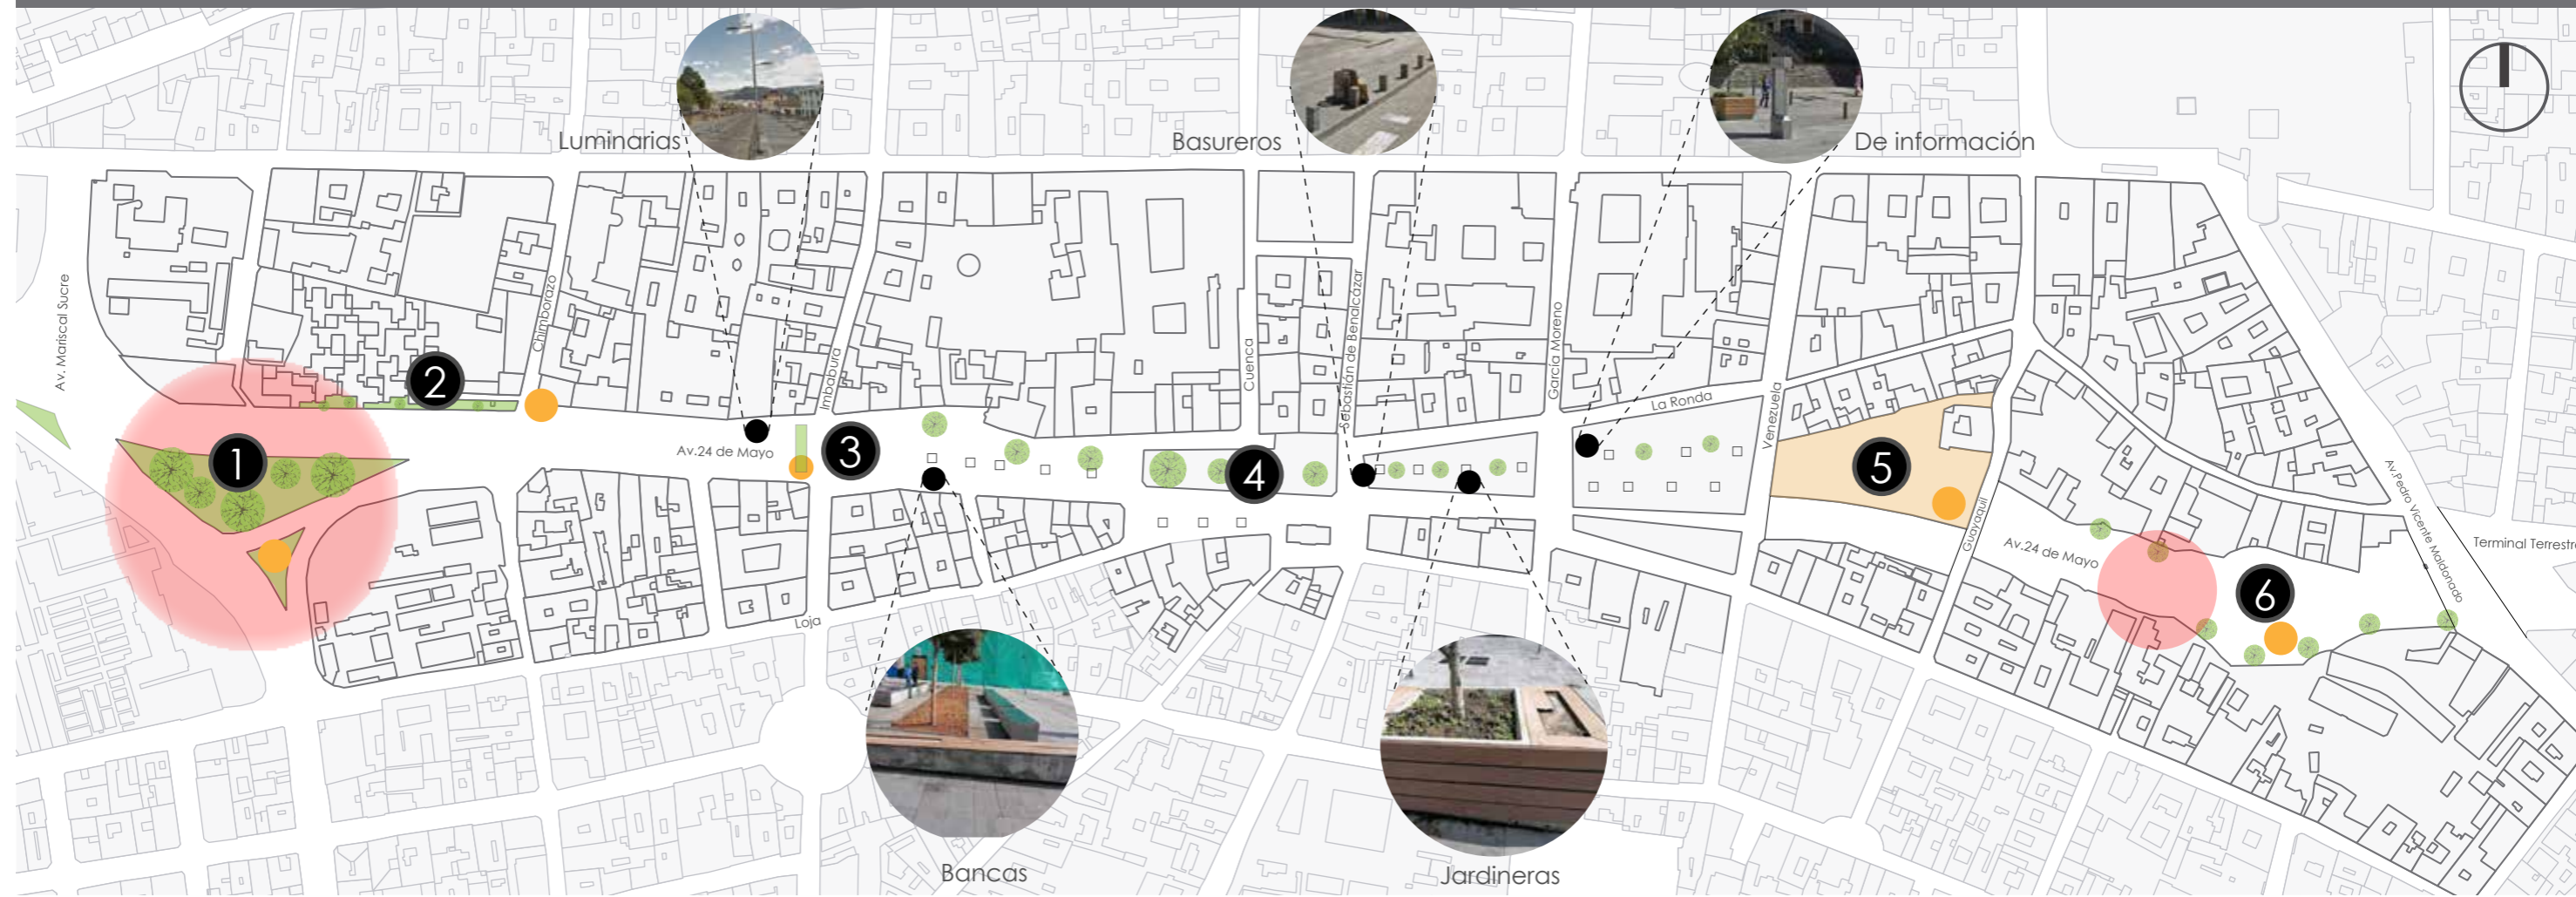 Luminarias
Basureros
De información
Av. Mariscal Sucre
Chimborazo
Imbabura
Cuenca
Sebastián de Benalcázar
García Moreno
La Ronda
Venezuela
Guayaquil
Av.Pedro Vicente Maldonado
Terminal Terrestr
2
1
Av.24 de Mayo
3
4
5
Av.24 de Mayo
6
Loja
Bancas
Jardineras